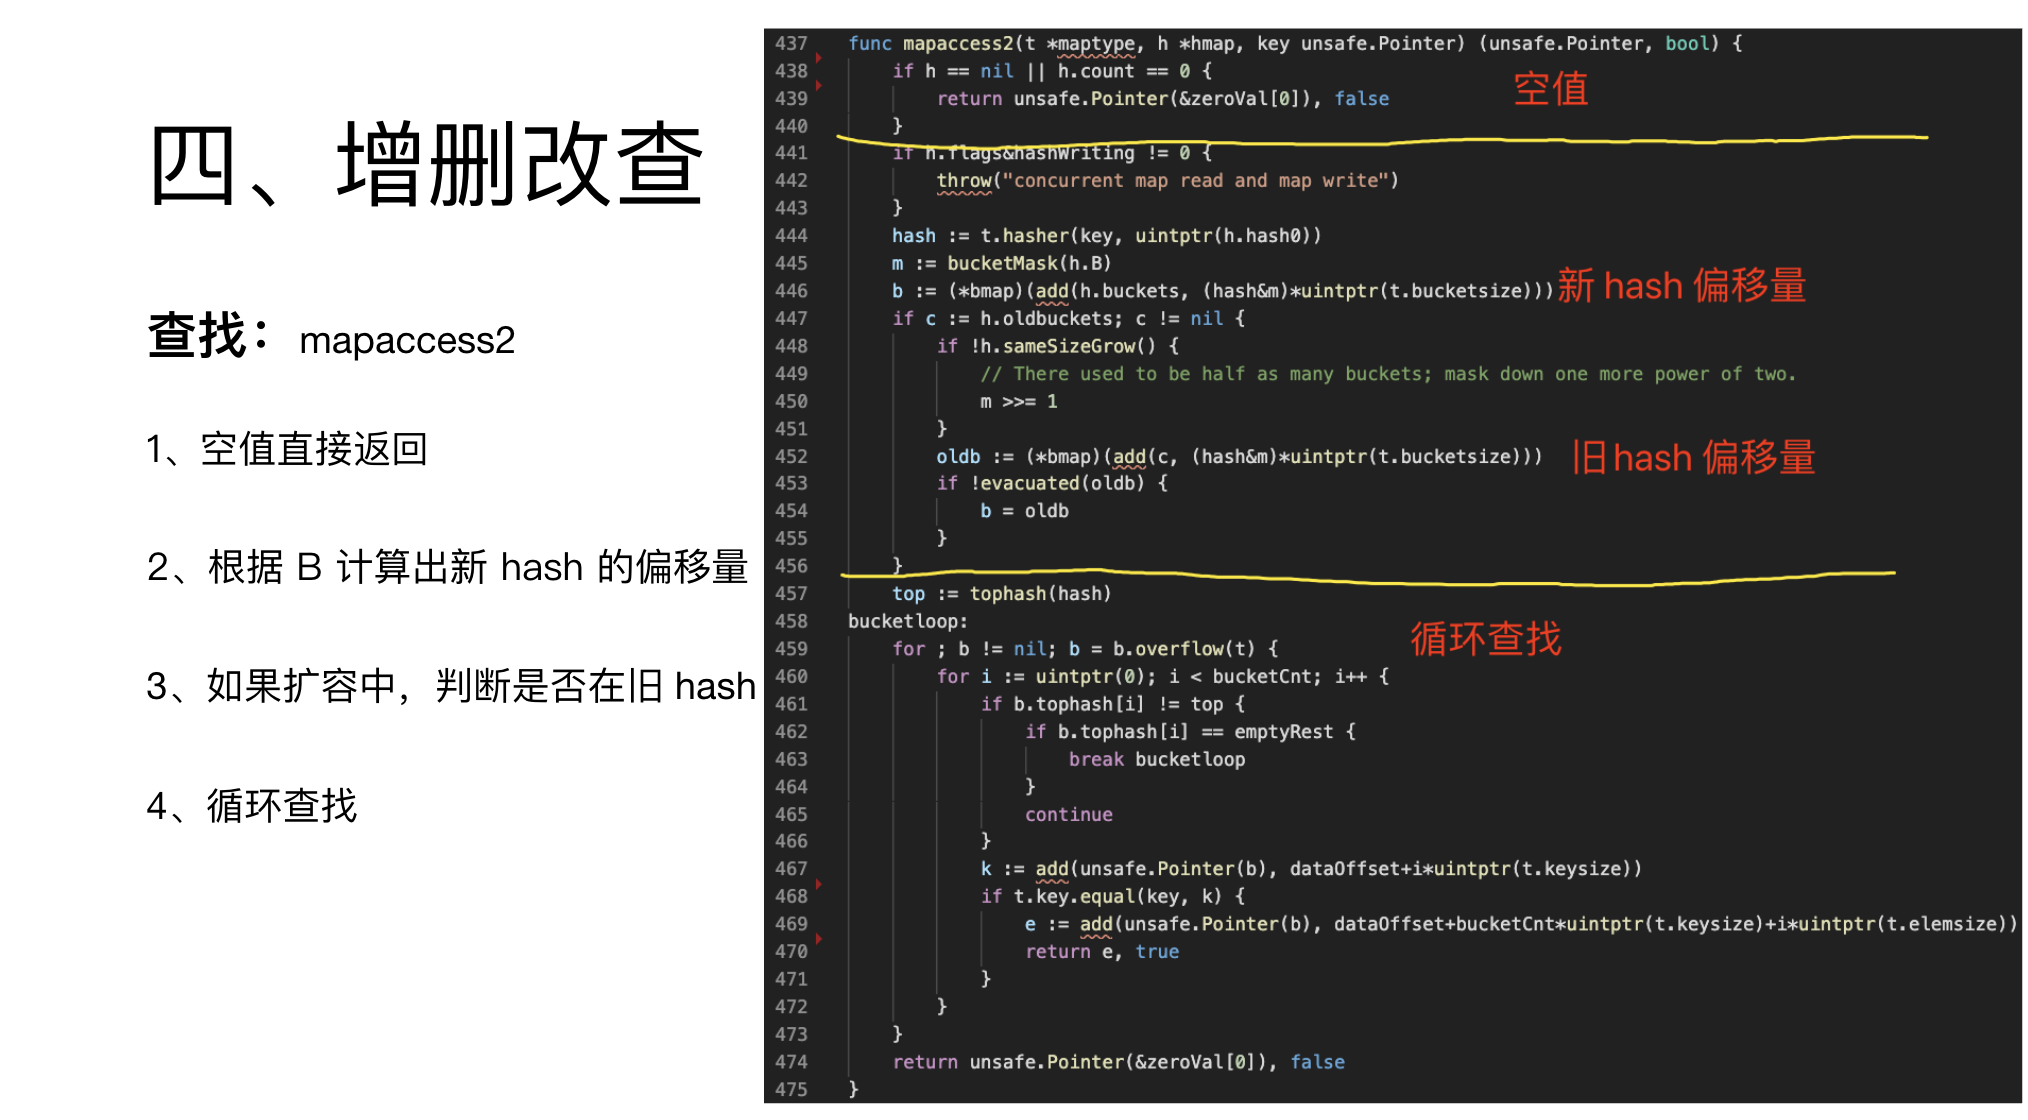 四、增删改查
查找：mapaccess2
1、空值直接返回
2、根据 B 计算出新 hash 的偏移量
3、如果扩容中，判断是否在旧 hash
4、循环查找
437 func mapaccess2(t *maptype, h *hmap, key unsafe.Pointer) (unsafe.Pointer, bool) {
438 if h == nil || h.count == 0 {
空值
439 return unsafe.Pointer(&zeroVal[0]), false
440 }
441 if h.flags&hashWriting != 0 {
442 throw("concurrent map read and map write")
443 }
444 hash := t.hasher(key, uintptr(h.hash0))
445 m := bucketMask(h.B)
446 b := (*bmap)(add(h.buckets, (hash&m)*uintptr(t.bucketsize))) 新 hash 偏移量
447 if c := h.oldbuckets; c != nil {
448 if !h.sameSizeGrow() {
449 // There used to be half as many buckets; mask down one more power of two.
450 m >>= 1
451 }
452 oldb := (*bmap)(add(c, (hash&m)*uintptr(t.bucketsize))) 旧 hash 偏移量
453 if !evacuated(oldb) {
454 b = oldb
455 }
456 }
457 top := tophash(hash)
458 bucketloop:
循环查找
459 for ; b != nil; b = b.overflow(t) {
460 for i := uintptr(0); i < bucketCnt; i++ {
461 if b.tophash[i] != top {
462 if b.tophash[i] == emptyRest {
463 break bucketloop
464 }
465 continue
466 }
467 k := add(unsafe.Pointer(b), dataOffset+i*uintptr(t.keysize))
468 if t.key.equal(key, k) {
469 e := add(unsafe.Pointer(b), dataOffset+bucketCnt*uintptr(t.keysize)+i*uintptr(t.elemsize))
470 return e, true
471 }
472 }
473 }
474 return unsafe.Pointer(&zeroVal[0]), false
475 }